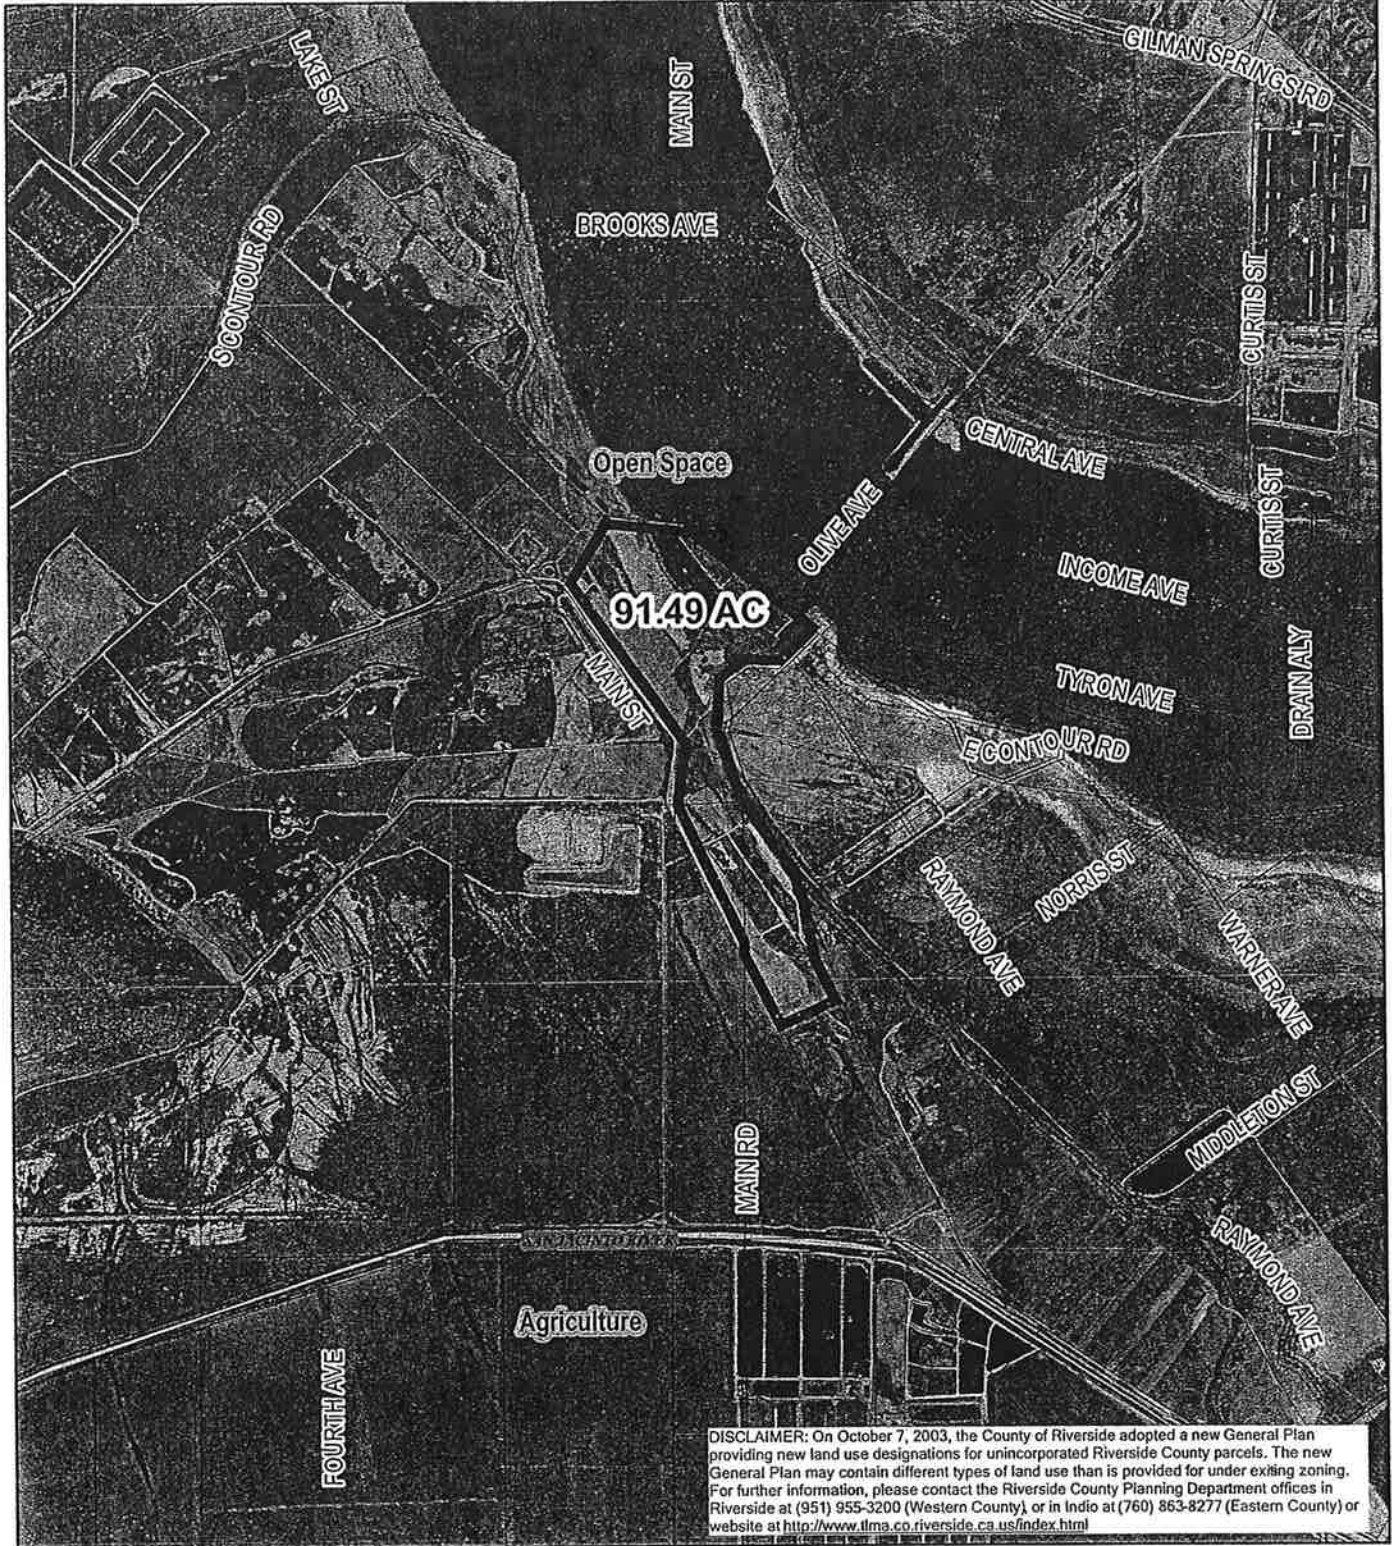 LAKE ST
MAIN ST
GILMAN SPRINGS RD
S CONTOUR RD
BROOKS AVE
CURTIS ST
CENTRAL AVE
Open Space
OLIVE AVE
CURTIS ST
INCOME AVE
91.49 AC
MAIN ST
TYRON AVE
DRAIN ALY
E CONTOUR RD
RAYMOND AVE
NORRIS ST
WARNER AVE
MIDDLETON ST
MAIN RD
SAN JACINTO RIVER
RAYMOND AVE
Agriculture
FOURTH AVE
DISCLAIMER: On October 7, 2003, the County of Riverside adopted a new General Plan
providing new land use designations for unincorporated Riverside County parcels. The new
General Plan may contain different types of land use than is provided for under existing zoning.
For further information, please contact the Riverside County Planning Department offices in
Riverside at (951) 955-3200 (Western County), or in Indio at (760) 863-8277 (Eastern County) or
website at http://www.tlma.co.riverside.ca.us/index.html